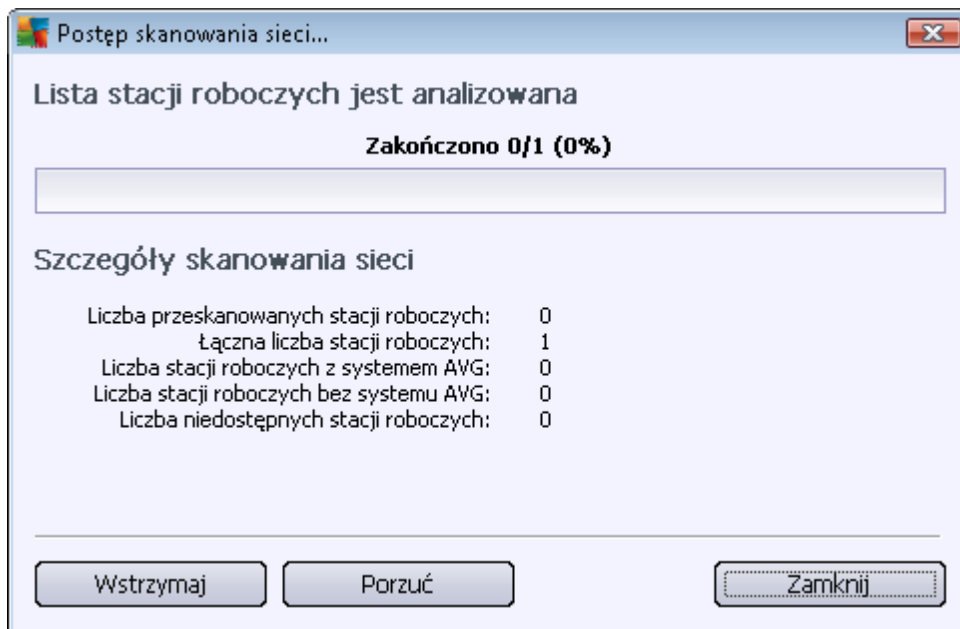 Postęp skanowania sieci...
Lista stacji roboczych jest analizowana
Zakończono 0/1 (0%)
Szczegóły skanowania sieci
Liczba przeskanowanych stacji roboczych: 0
Łączna liczba stacji roboczych: 1
Liczba stacji roboczych z systemem AVG: 0
Liczba stacji roboczych bez systemu AVG: 0
Liczba niedostępnych stacji roboczych: 0
Wstrzymaj Porzuć Zamknij